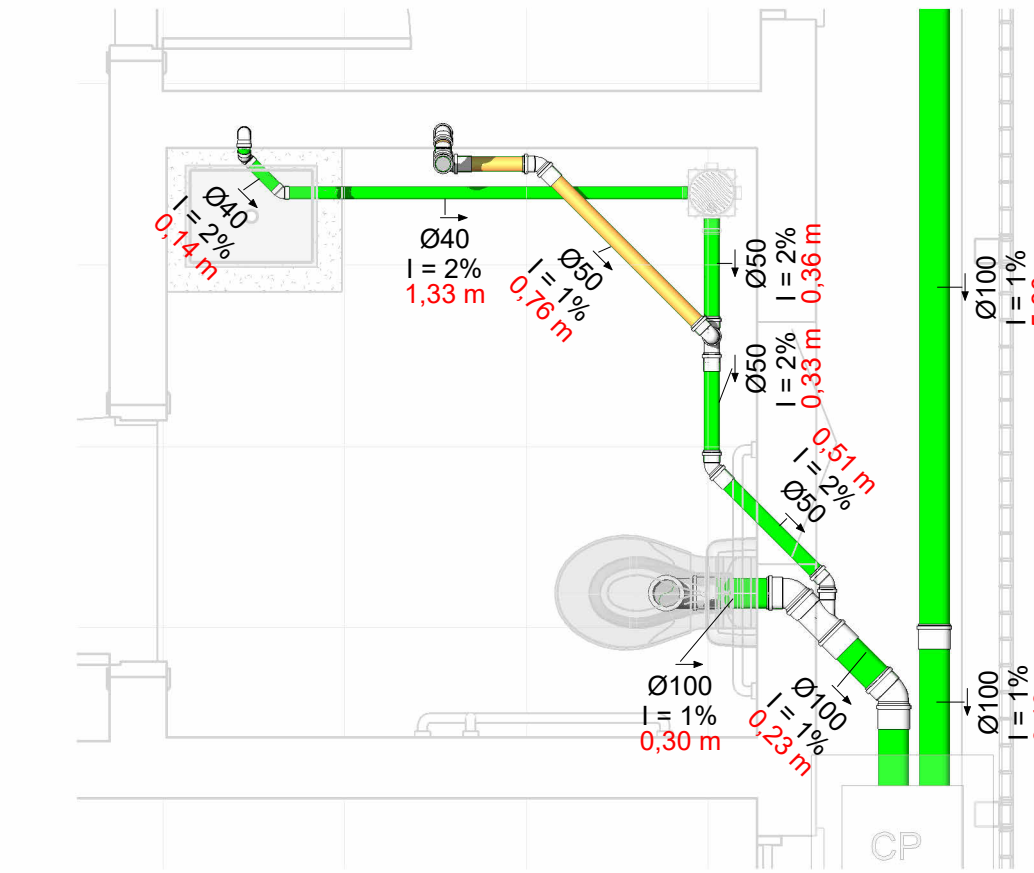 Ø40
I = 2%
0,14 m
Ø40
I = 2%
1,33 m
Ø50
I = 1%
0,76 m
Ø50
I = 2%
0,36 m
Ø50
I = 2%
0,33 m
0,51 m
I = 2%
Ø50
Ø100
I = 1%
Ø100
I = 1%
0,30 m
Ø100
I = 1%
0,23 m
Ø100
I = 1%
CP